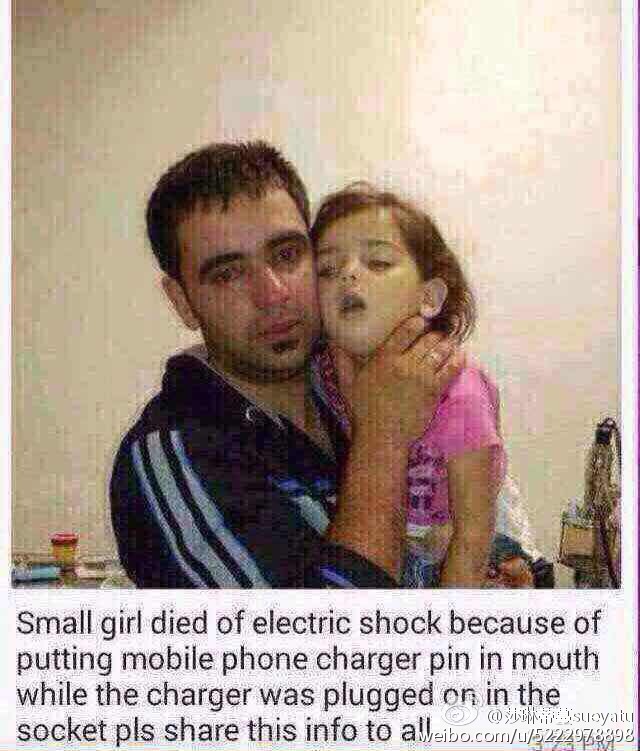 Small girl died of electric shock because of
putting mobile phone charger pin in mouth
while the charger was plugged on in the
socket pls share this info to all
sueyatu
weibo.com/u/5222978898